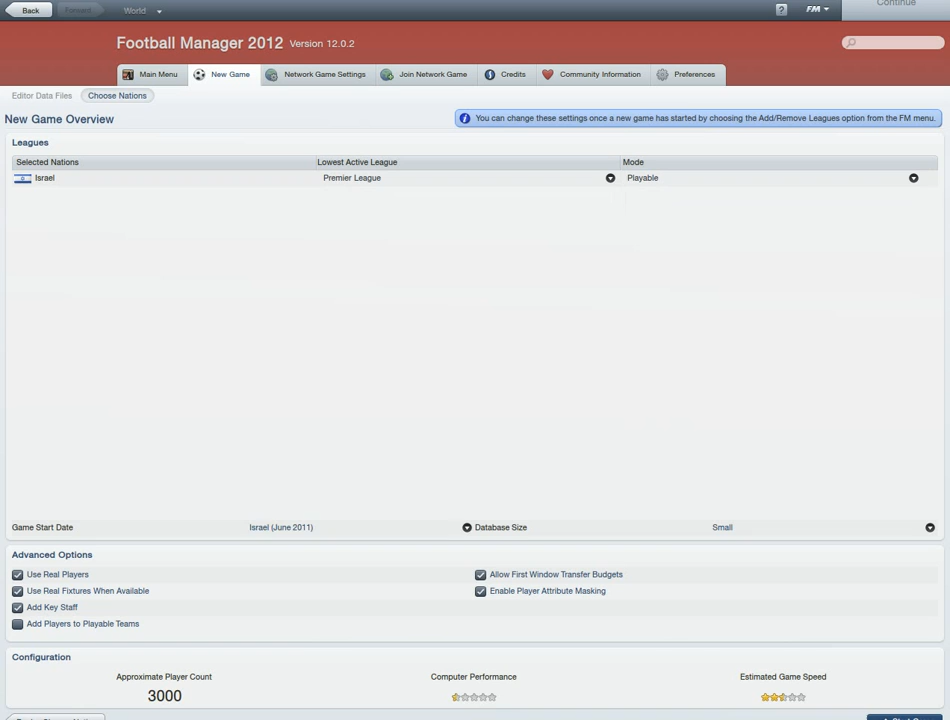 Back
Forward
World
?
FM
Continue
Football Manager 2012 Version 12.0.2
Main Menu
New Game
Network Game Settings
Join Network Game
Credits
Community Information
Preferences
Editor Data Files
Choose Nations
New Game Overview
You can change these settings once a new game has started by choosing the Add/Remove Leagues option from the FM menu.
Leagues
Selected Nations Lowest Active League Mode
Israel Premier League Playable
Game Start Date Israel (June 2011) Database Size Small
Advanced Options
Use Real Players Allow First Window Transfer Budgets
Use Real Fixtures When Available Enable Player Attribute Masking
Add Key Staff
Add Players to Playable Teams
Configuration
Approximate Player Count Computer Performance Estimated Game Speed
3000